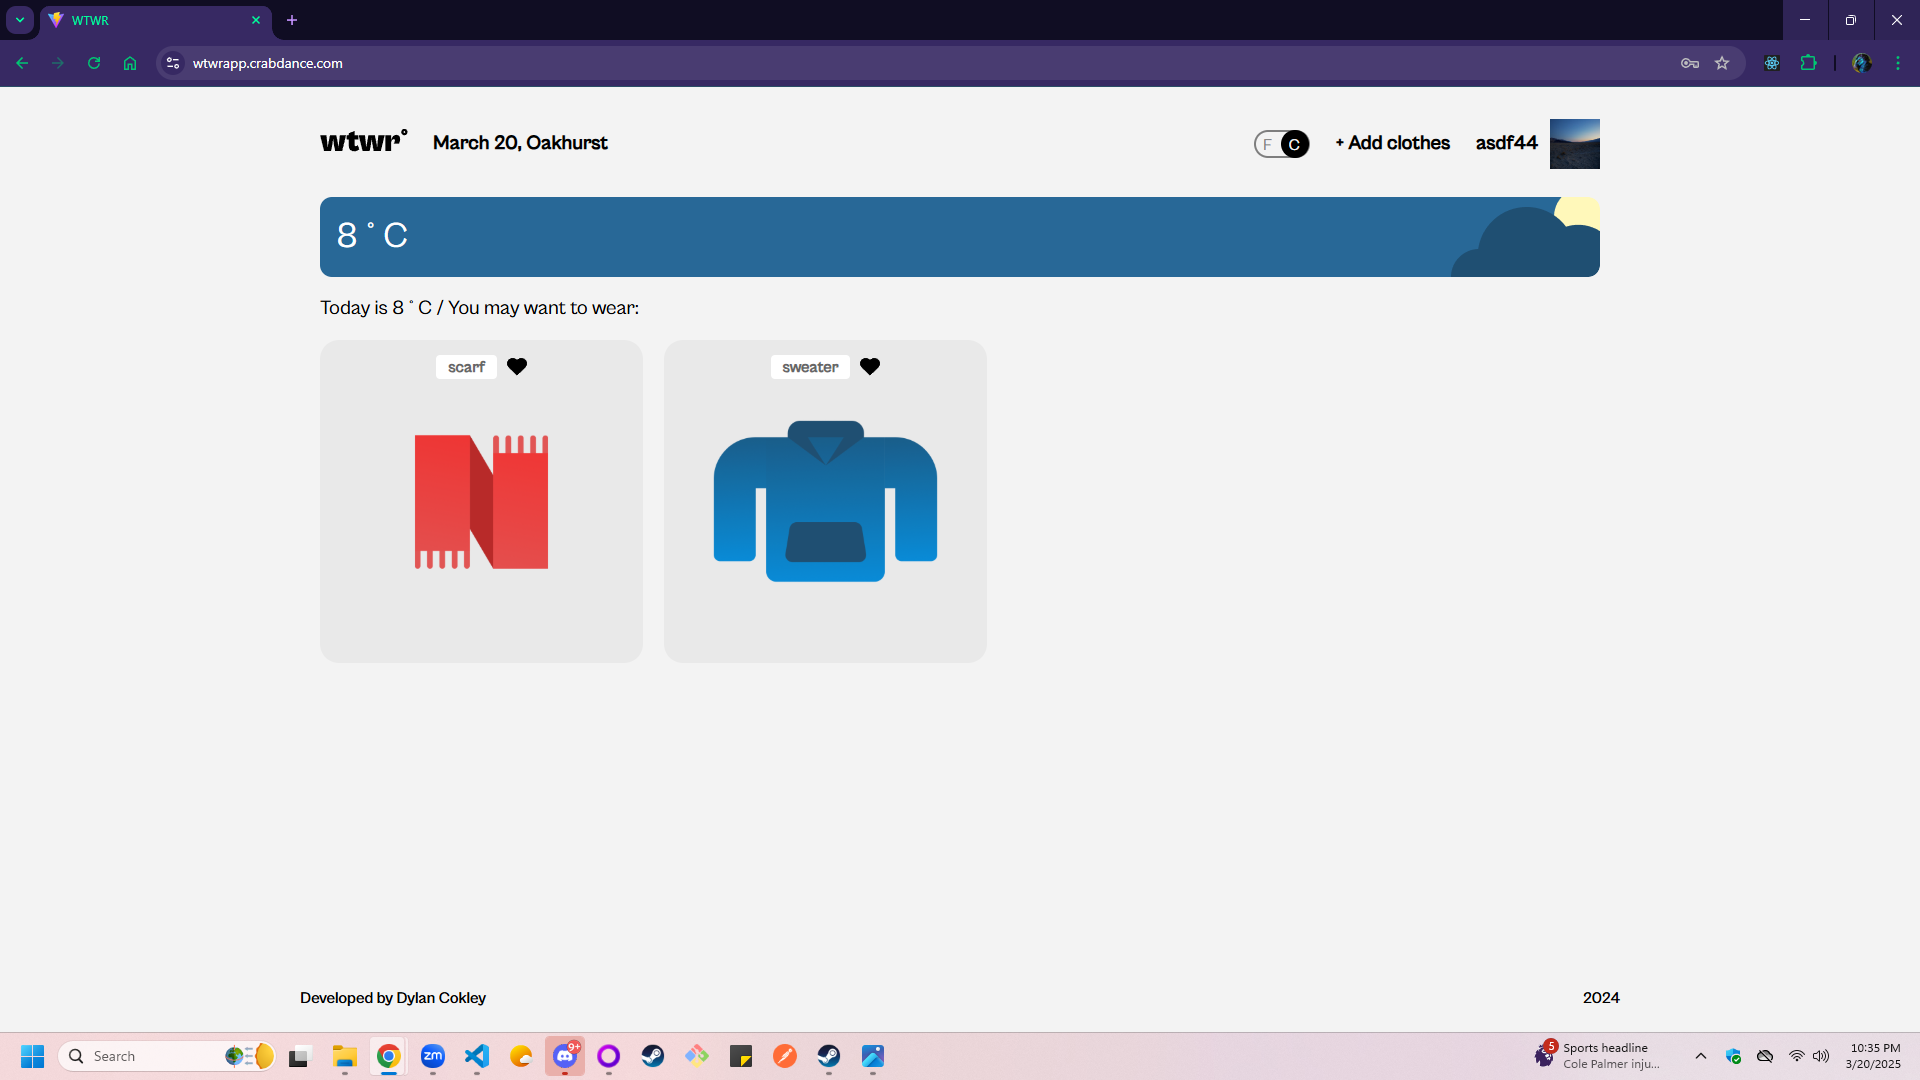 WTWR
wtwrapp.crabdance.com
wtwr° March 20, Oakhurst F C + Add clothes asdf44
8 ° C
Today is 8 ° C / You may want to wear:
scarf
sweater
Developed by Dylan Cokley 2024
Search zm 9+ 5 Sports headline 10:35 PM
Cole Palmer inju... 3/20/2025